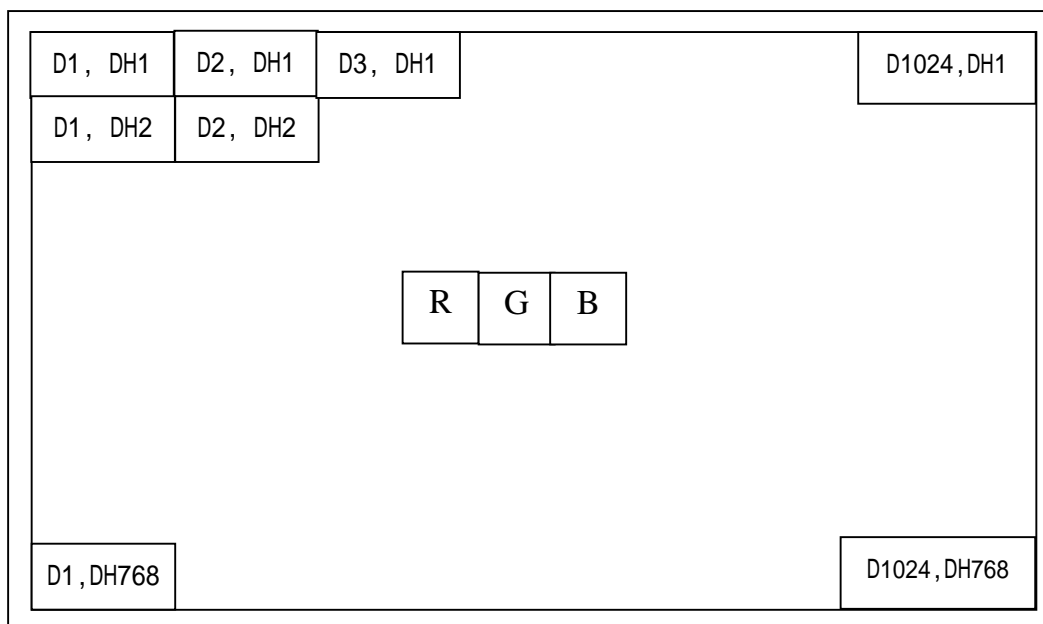 D1, DH1 D2, DH1 D3, DH1 D1024,DH1
D1, DH2 D2, DH2
R G B
D1,DH768 D1024,DH768